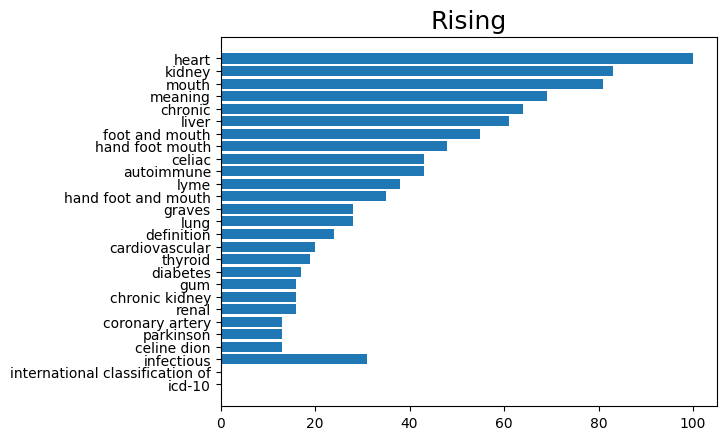 Rising
heart
kidney
mouth
meaning
chronic
liver
foot and mouth
hand foot mouth
celiac
autoimmune
lyme
hand foot and mouth
graves
lung
definition
cardiovascular
thyroid
diabetes
gum
chronic kidney
renal
coronary artery
parkinson
celine dion
infectious
international classification of
icd-10
0 20 40 60 80 100